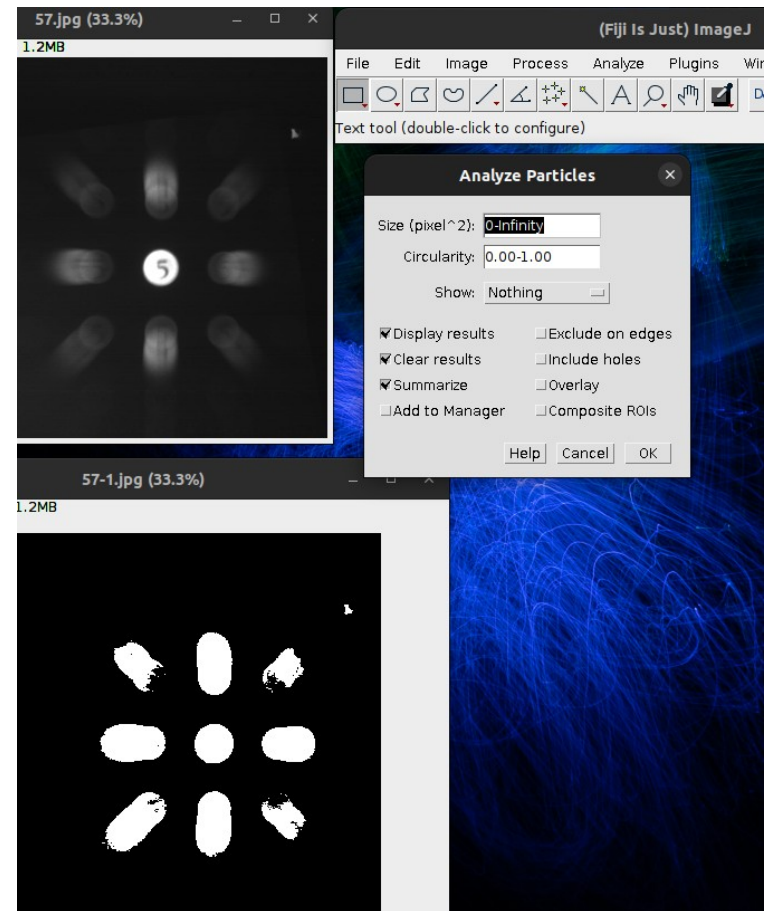 57.jpg (33.3%)
1.2MB
5
(Fiji Is Just) ImageJ
File Edit Image Process Analyze Plugins
Text tool (double-click to configure)
Analyze Particles
Size (pixel^2): 0-Infinity
Circularity: 0.00-1.00
Show: Nothing
Display results Exclude on edges
Clear results Include holes
Summarize Overlay
Add to Manager Composite ROIs
Help Cancel OK
57-1.jpg (33.3%)
1.2MB